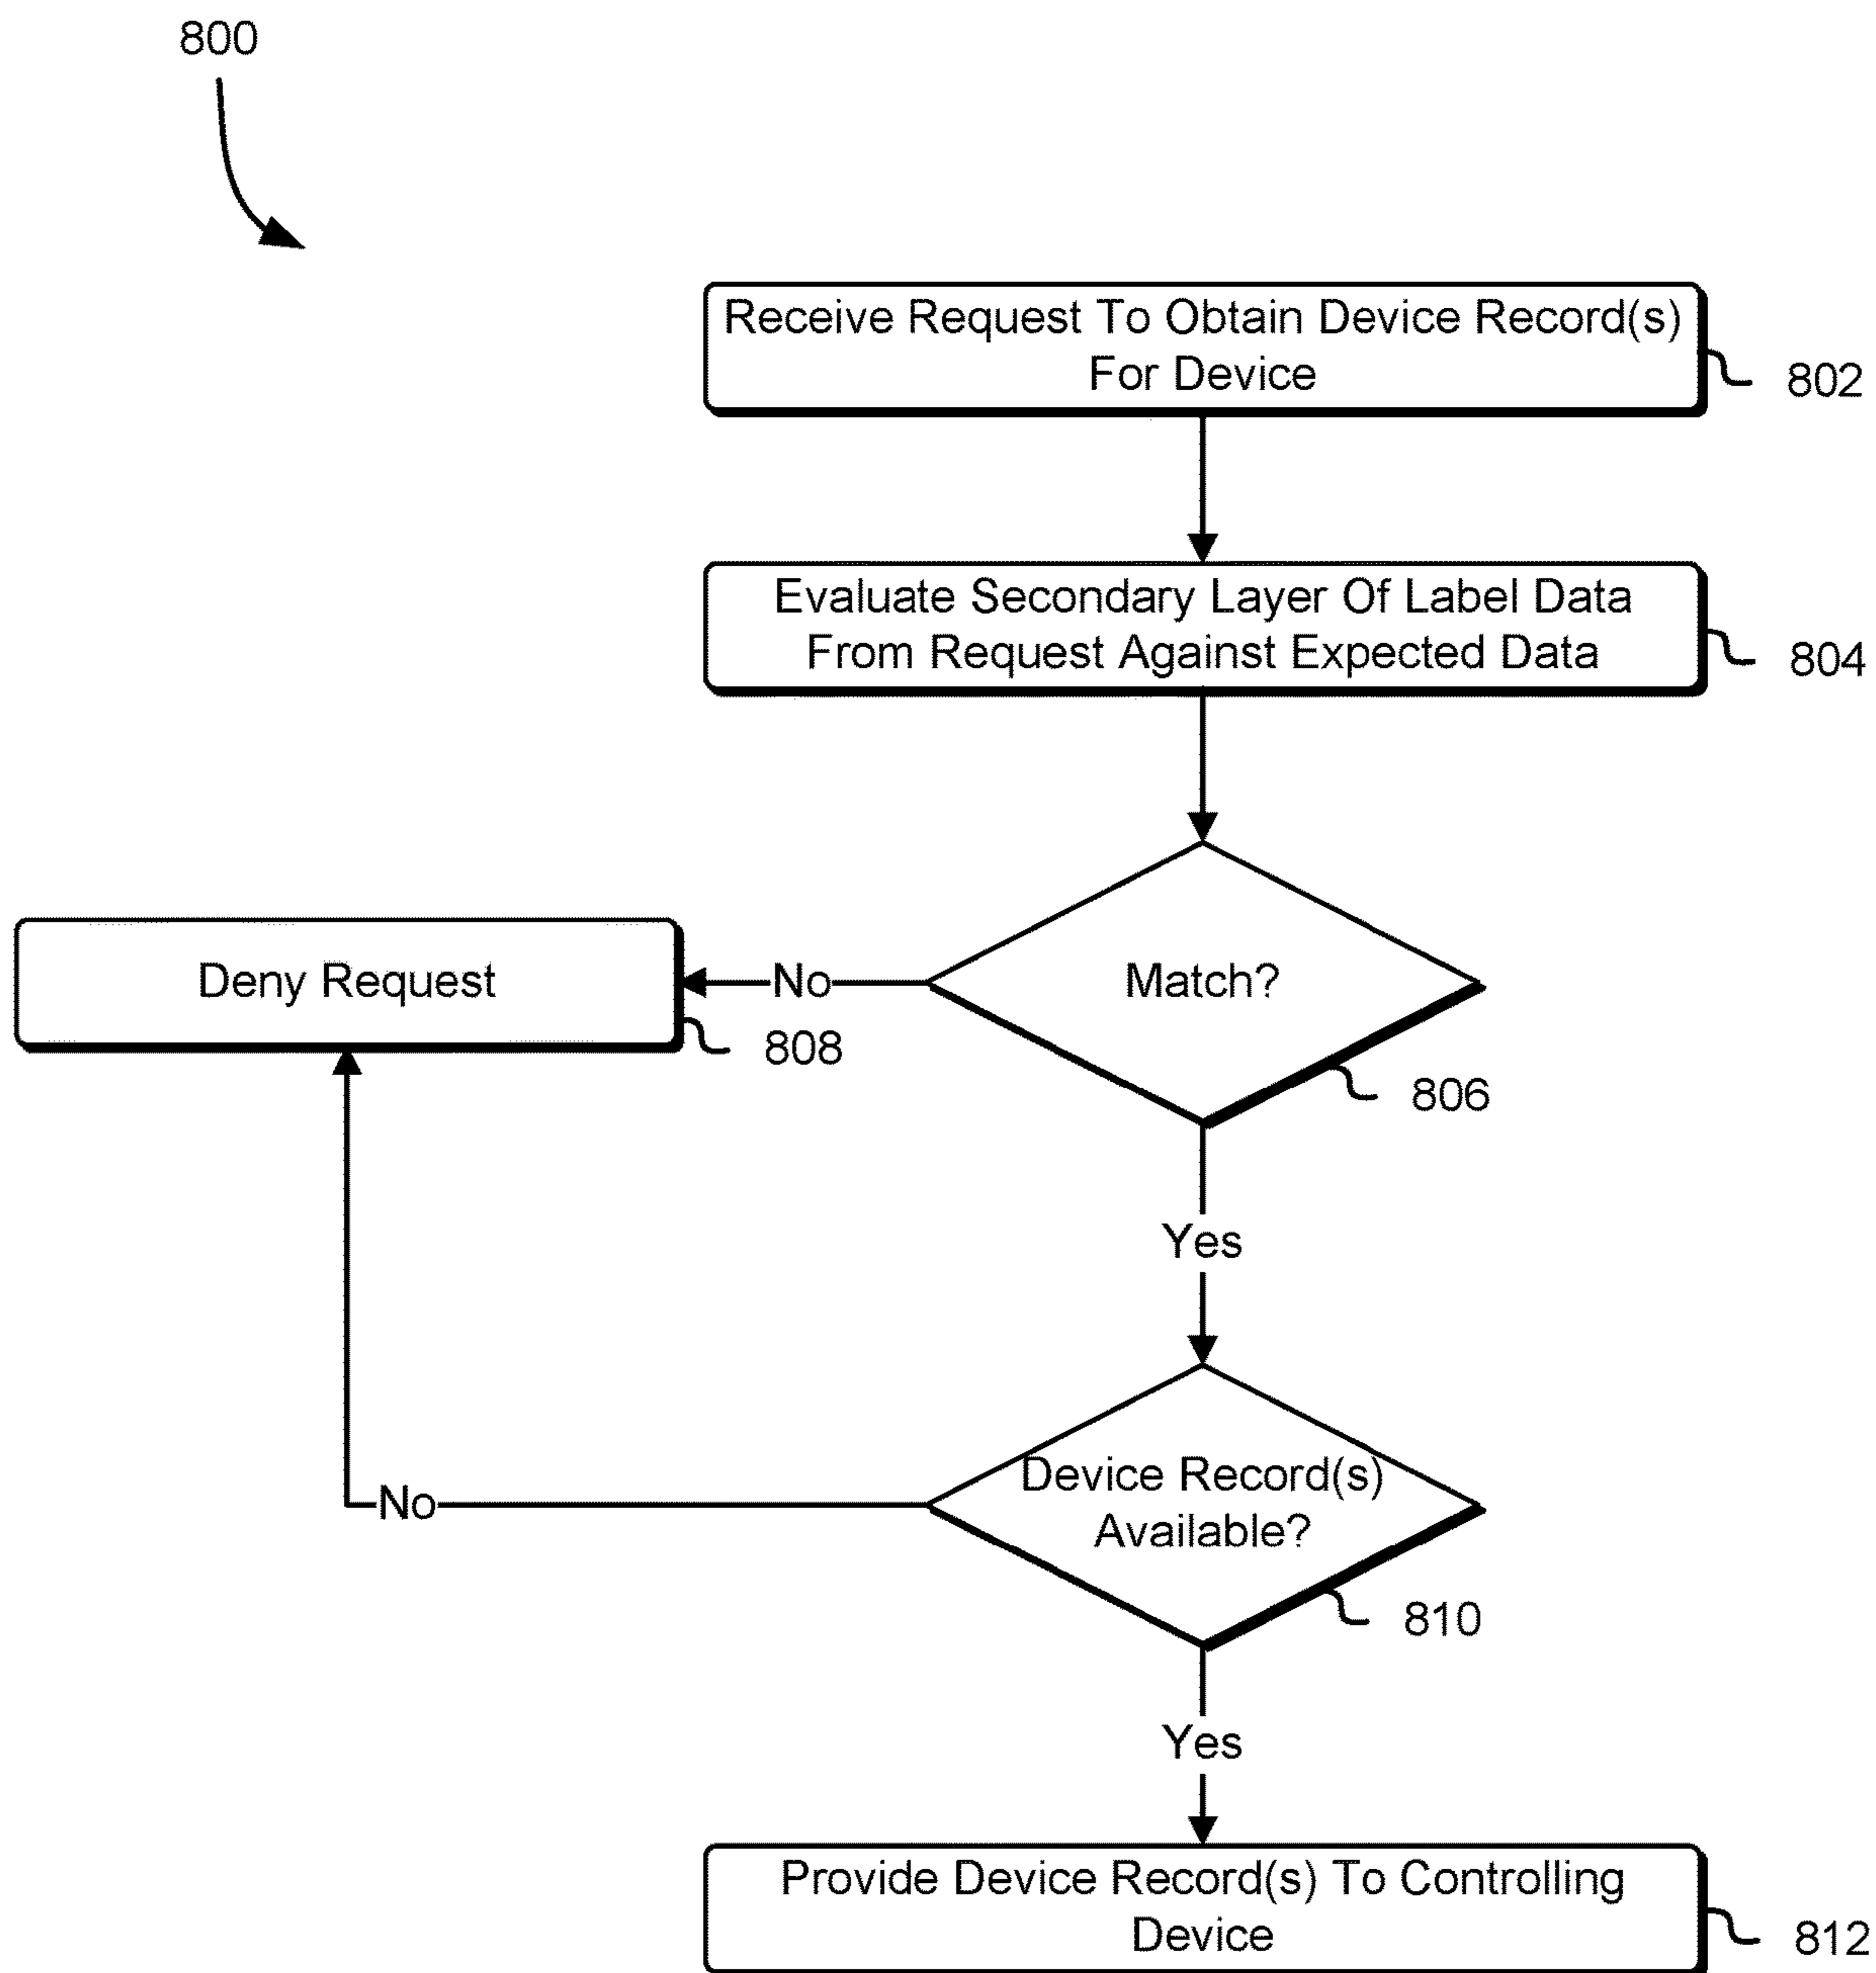 800
Receive Request To Obtain Device Record(s)
For Device
802
Evaluate Secondary Layer Of Label Data
From Request Against Expected Data
804
Match?
806
No
Deny Request
808
Yes
Device Record(s)
Available?
810
No
Yes
Provide Device Record(s) To Controlling
Device
812